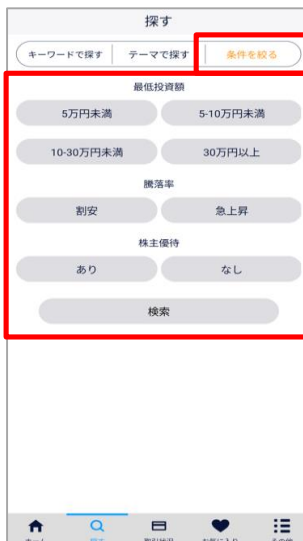 探す
キーワードで探す テーマで探す 条件を絞る
最低投資額
5万円未満 5-10万円未満
10-30万円未満 30万円以上
騰落率
割安 急上昇
株主優待
あり なし
検索